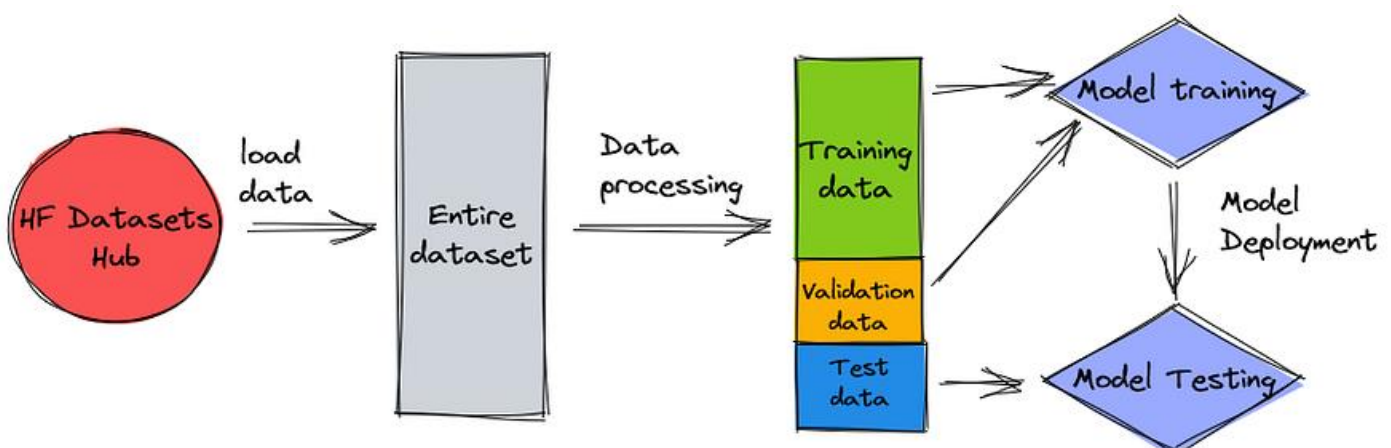 HF Datasets
Hub
load
data
Entire
dataset
Data
processing
Training
data
Validation
data
Test
data
Model training
Model
Deployment
Model Testing